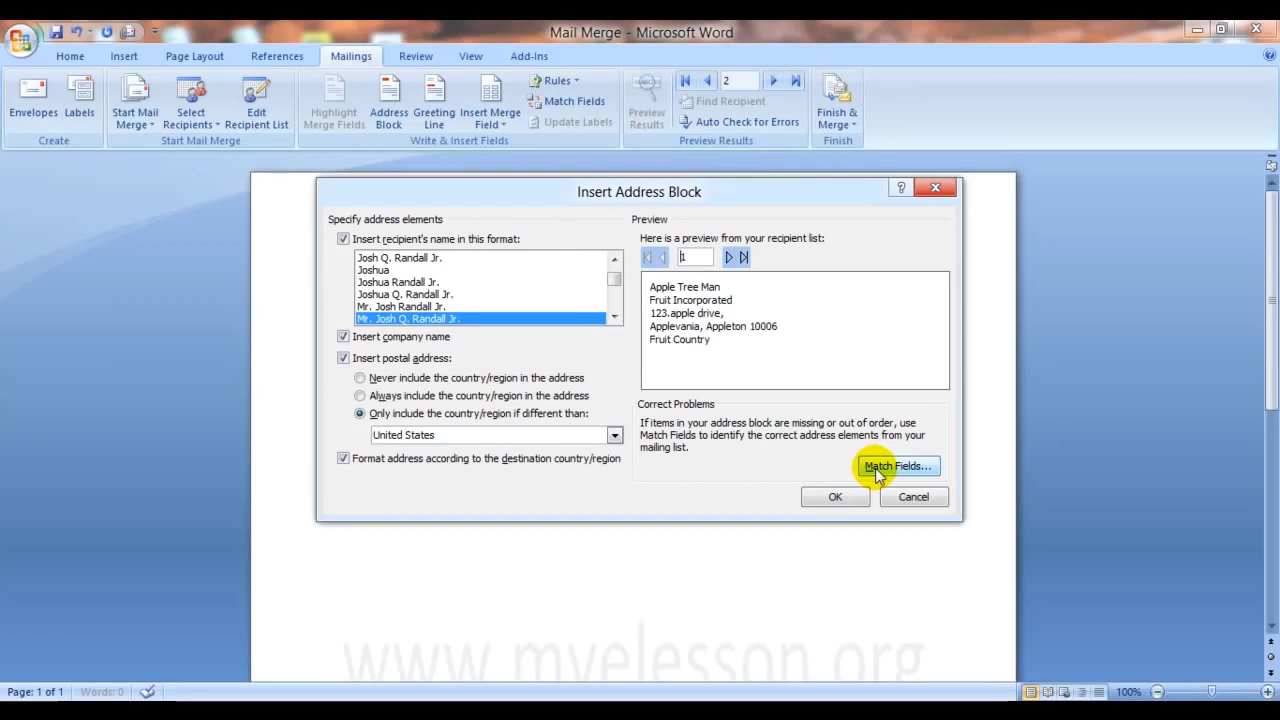 Mail Merge - Microsoft Word
Home Insert Page Layout References Mailings Review View Add-Ins
Envelopes
Labels
Create
Start Mail Merge
Select Recipients
Edit Recipient List
Start Mail Merge
Highlight Merge Fields
Address Block
Greeting Line
Insert Merge Field
Rules
Match Fields
Update Labels
Write & Insert Fields
Preview Results
2
Find Recipient
Auto Check for Errors
Preview Results
Finish & Merge
Finish
Insert Address Block
?
Specify address elements
Insert recipient's name in this format:
Josh Q. Randall Jr.
Joshua
Joshua Randall Jr.
Joshua Q. Randall Jr.
Mr. Josh Randall Jr.
Mr. Josh Q. Randall Jr.
Insert company name
Insert postal address:
Never include the country/region in the address
Always include the country/region in the address
Only include the country/region if different than:
United States
Format address according to the destination country/region
Preview
Here is a preview from your recipient list:
1
Apple Tree Man
Fruit Incorporated
123.apple drive,
Applevania, Appleton 10006
Fruit Country
Correct Problems
If items in your address block are missing or out of order, use
Match Fields to identify the correct address elements from your
mailing list.
Match Fields...
OK Cancel
www.myelesson.org
Page: 1 of 1 Words: 0 100%